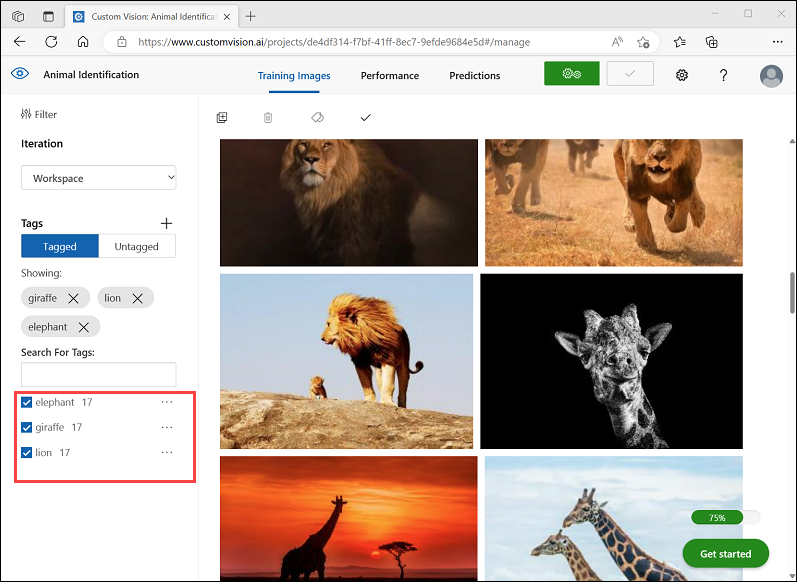 Custom Vision: Animal Identificat
https://www.customvision.ai/projects/de4df314-f7bf-41ff-8ec7-9efde9684e5d#/manage
Animal Identification
Training Images
Performance
Predictions
?
Filter
Iteration
Workspace
Tags
Tagged
Untagged
Showing:
giraffe
lion
elephant
Search For Tags:
elephant 17
giraffe 17
lion 17
75%
Get started